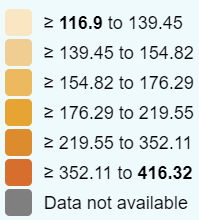 ≥ 116.9 to 139.45
≥ 139.45 to 154.82
≥ 154.82 to 176.29
≥ 176.29 to 219.55
≥ 219.55 to 352.11
≥ 352.11 to 416.32
Data not available